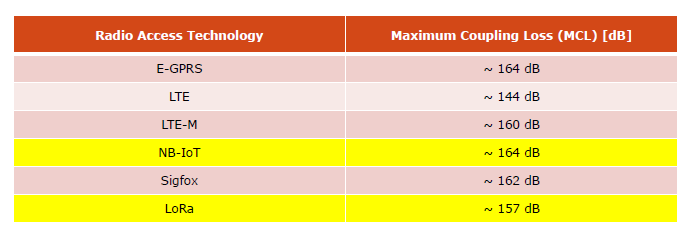 Radio Access Technology Maximum Coupling Loss (MCL) [dB]
E-GPRS ~ 164 dB
LTE ~ 144 dB
LTE-M ~ 160 dB
NB-IoT ~ 164 dB
Sigfox ~ 162 dB
LoRa ~ 157 dB